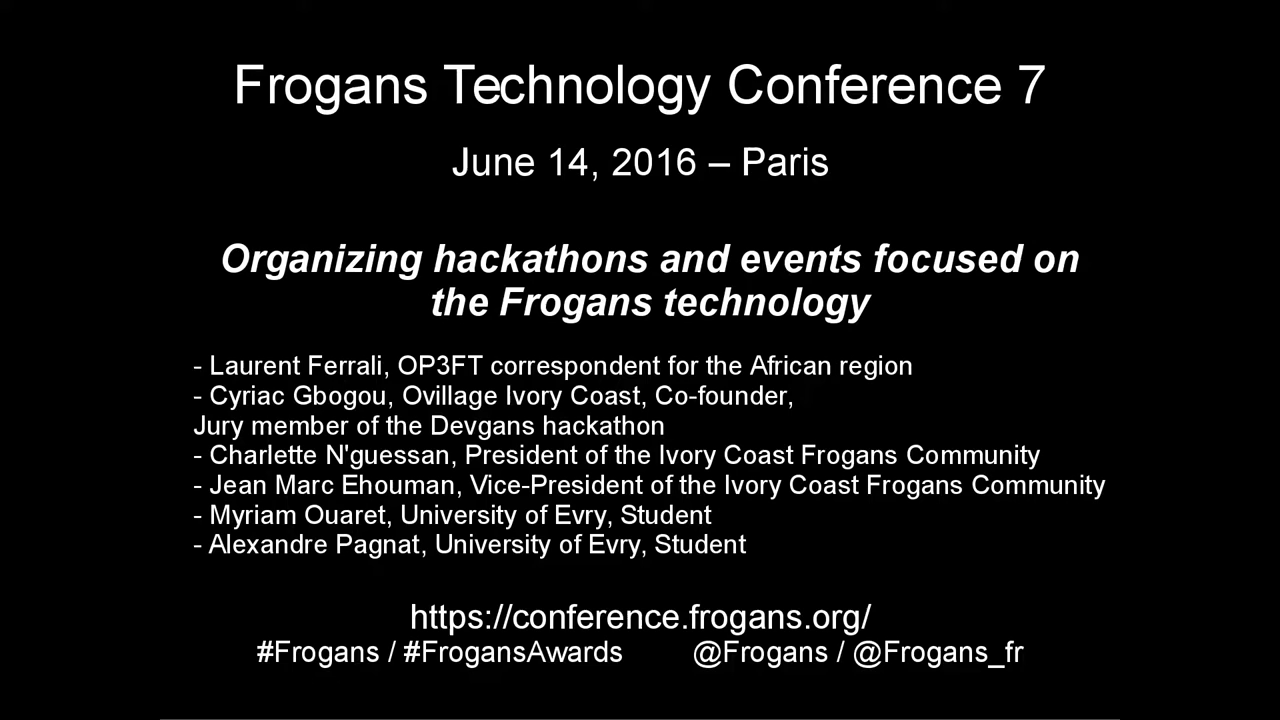 Frogans Technology Conference 7
June 14, 2016 – Paris
Organizing hackathons and events focused on
the Frogans technology
- Laurent Ferrali, OP3FT correspondent for the African region
- Cyriac Gbogou, Ovillage Ivory Coast, Co-founder,
Jury member of the Devgans hackathon
- Charlette N'guessan, President of the Ivory Coast Frogans Community
- Jean Marc Ehouman, Vice-President of the Ivory Coast Frogans Community
- Myriam Ouaret, University of Evry, Student
- Alexandre Pagnat, University of Evry, Student
https://conference.frogans.org/
#Frogans / #FrogansAwards @Frogans / @Frogans_fr